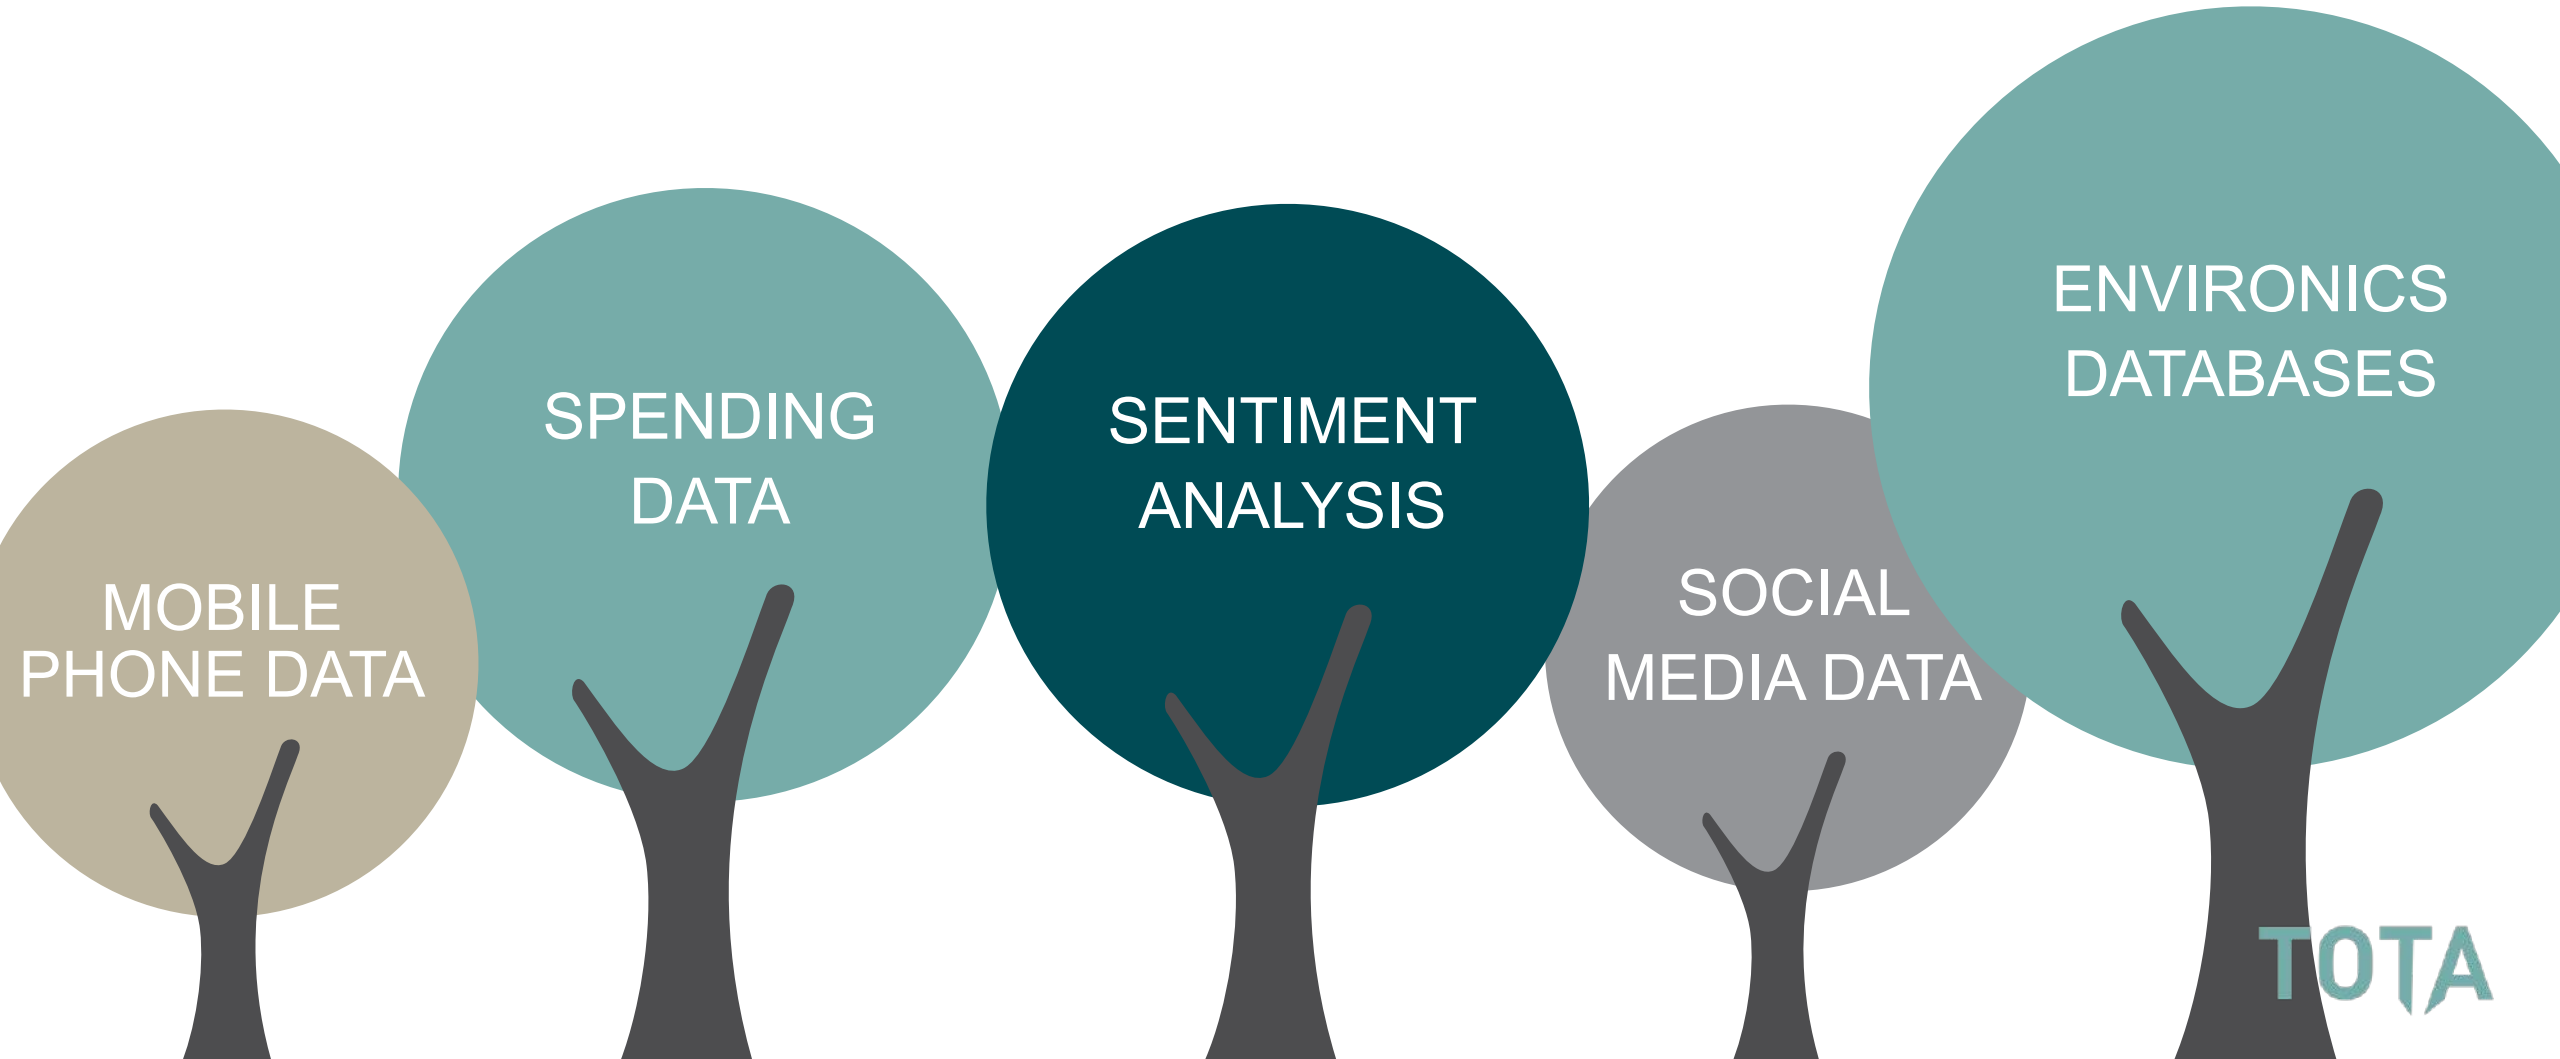 MOBILE
PHONE DATA
SPENDING
DATA
SENTIMENT
ANALYSIS
SOCIAL
MEDIA DATA
ENVIRONICS
DATABASES
TOTA